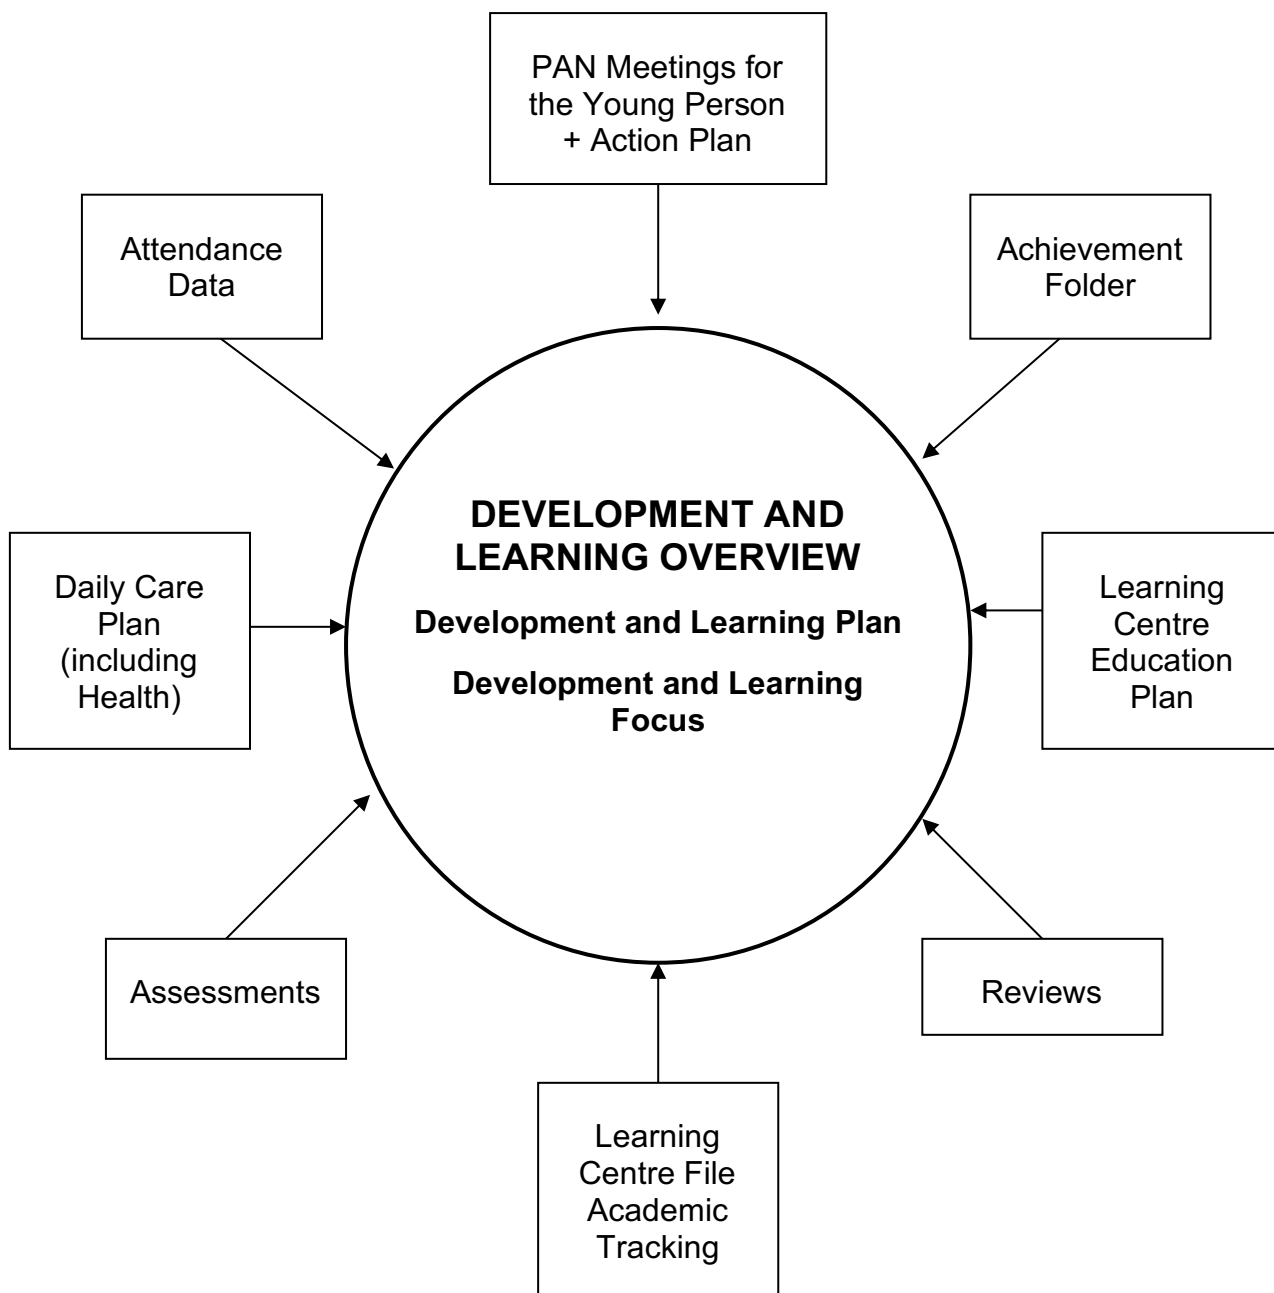 PAN Meetings for
the Young Person
+ Action Plan
Attendance
Data
Achievement
Folder
DEVELOPMENT AND
LEARNING OVERVIEW
Development and Learning Plan
Development and Learning
Focus
Daily Care
Plan
(including
Health)
Learning
Centre
Education
Plan
Assessments
Reviews
Learning
Centre File
Academic
Tracking